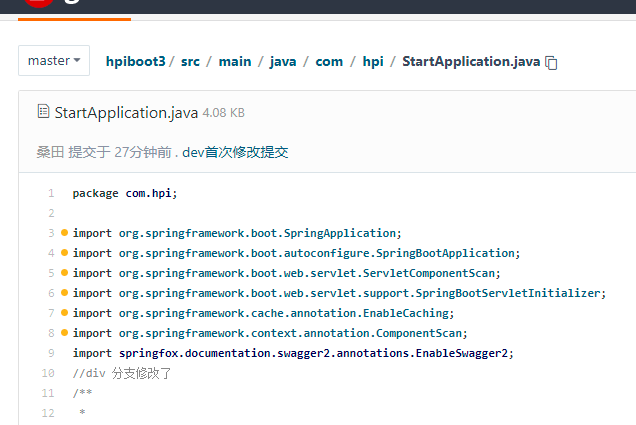 master
hpiboot3 / src / main / java / com / hpi / StartApplication.java
StartApplication.java 4.08 KB
桑田 提交于 27分钟前 . dev首次修改提交
1 package com.hpi;
2
3 import org.springframework.boot.SpringApplication;
4 import org.springframework.boot.autoconfigure.SpringBootApplication;
5 import org.springframework.boot.web.servlet.ServletComponentScan;
6 import org.springframework.boot.web.servlet.support.SpringBootServletInitializer;
7 import org.springframework.cache.annotation.EnableCaching;
8 import org.springframework.context.annotation.ComponentScan;
9 import springfox.documentation.swagger2.annotations.EnableSwagger2;
10 //div 分支修改了
11 /**
12 *